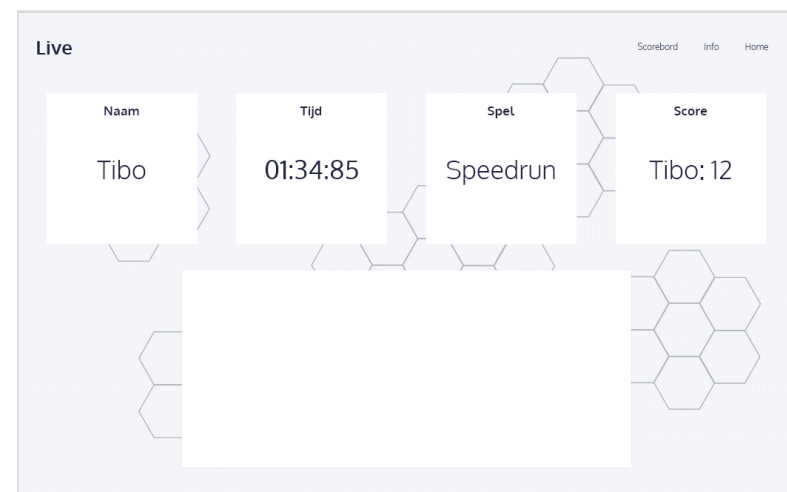 Live
Scorebord Info Home
Naam
Tibo
Tijd
01:34:85
Spel
Speedrun
Score
Tibo: 12